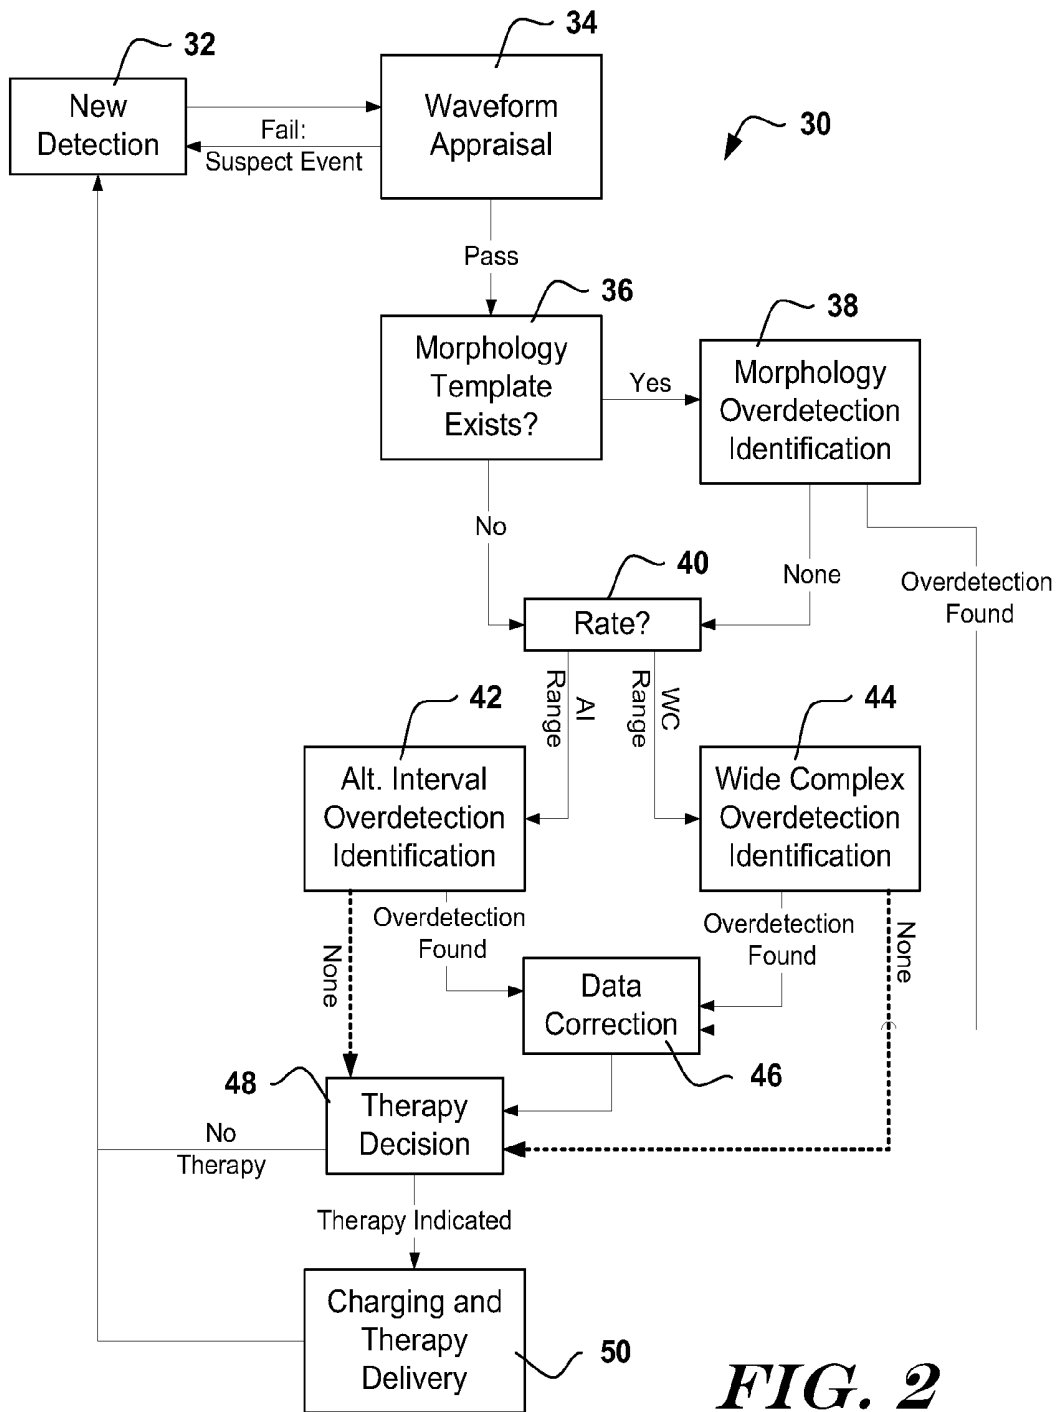 32
34
New
Detection
Waveform
Appraisal
Fail:
Suspect Event
30
Pass
36
38
Morphology
Template
Exists?
Yes
Morphology
Overdetection
Identification
No
None
Overdetection
Found
40
Rate?
AI
Range
WC
Range
42
44
Alt. Interval
Overdetection
Identification
Wide Complex
Overdetection
Identification
None
Overdetection
Found
Overdetection
Found
None
Data
Correction
46
48
Therapy
Decision
No
Therapy
Therapy Indicated
Charging and
Therapy
Delivery
50
FIG. 2